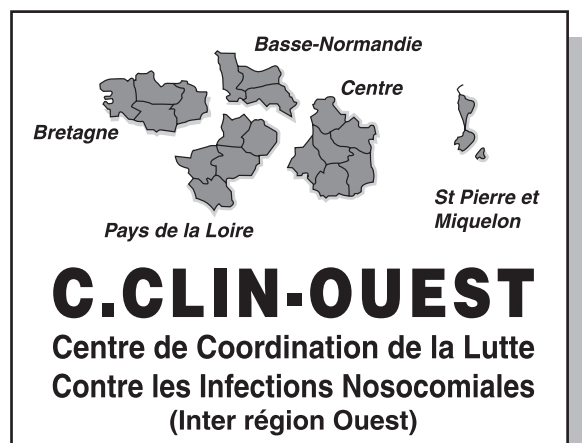 Basse-Normandie
Centre
Bretagne
St Pierre et
Miquelon
Pays de la Loire
C.CLIN-OUEST
Centre de Coordination de la Lutte
Contre les Infections Nosocomiales
(Inter région Ouest)